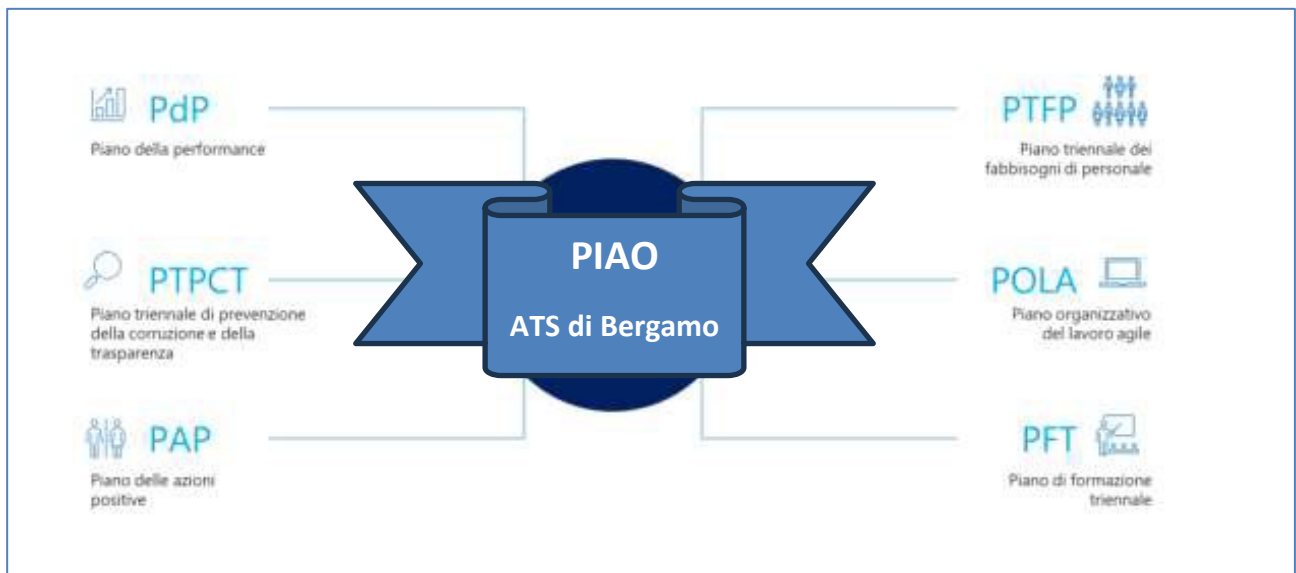 PdP
Piano della performance
PTPCT
Piano triennale di prevenzione
della corruzione e della
trasparenza
PAP
Piano delle azioni
positive
PIAO
ATS di Bergamo
PTFP
Piano triennale dei
fabbisogni di personale
POLA
Piano organizzativo
del lavoro agile
PFT
Piano di formazione
triennale